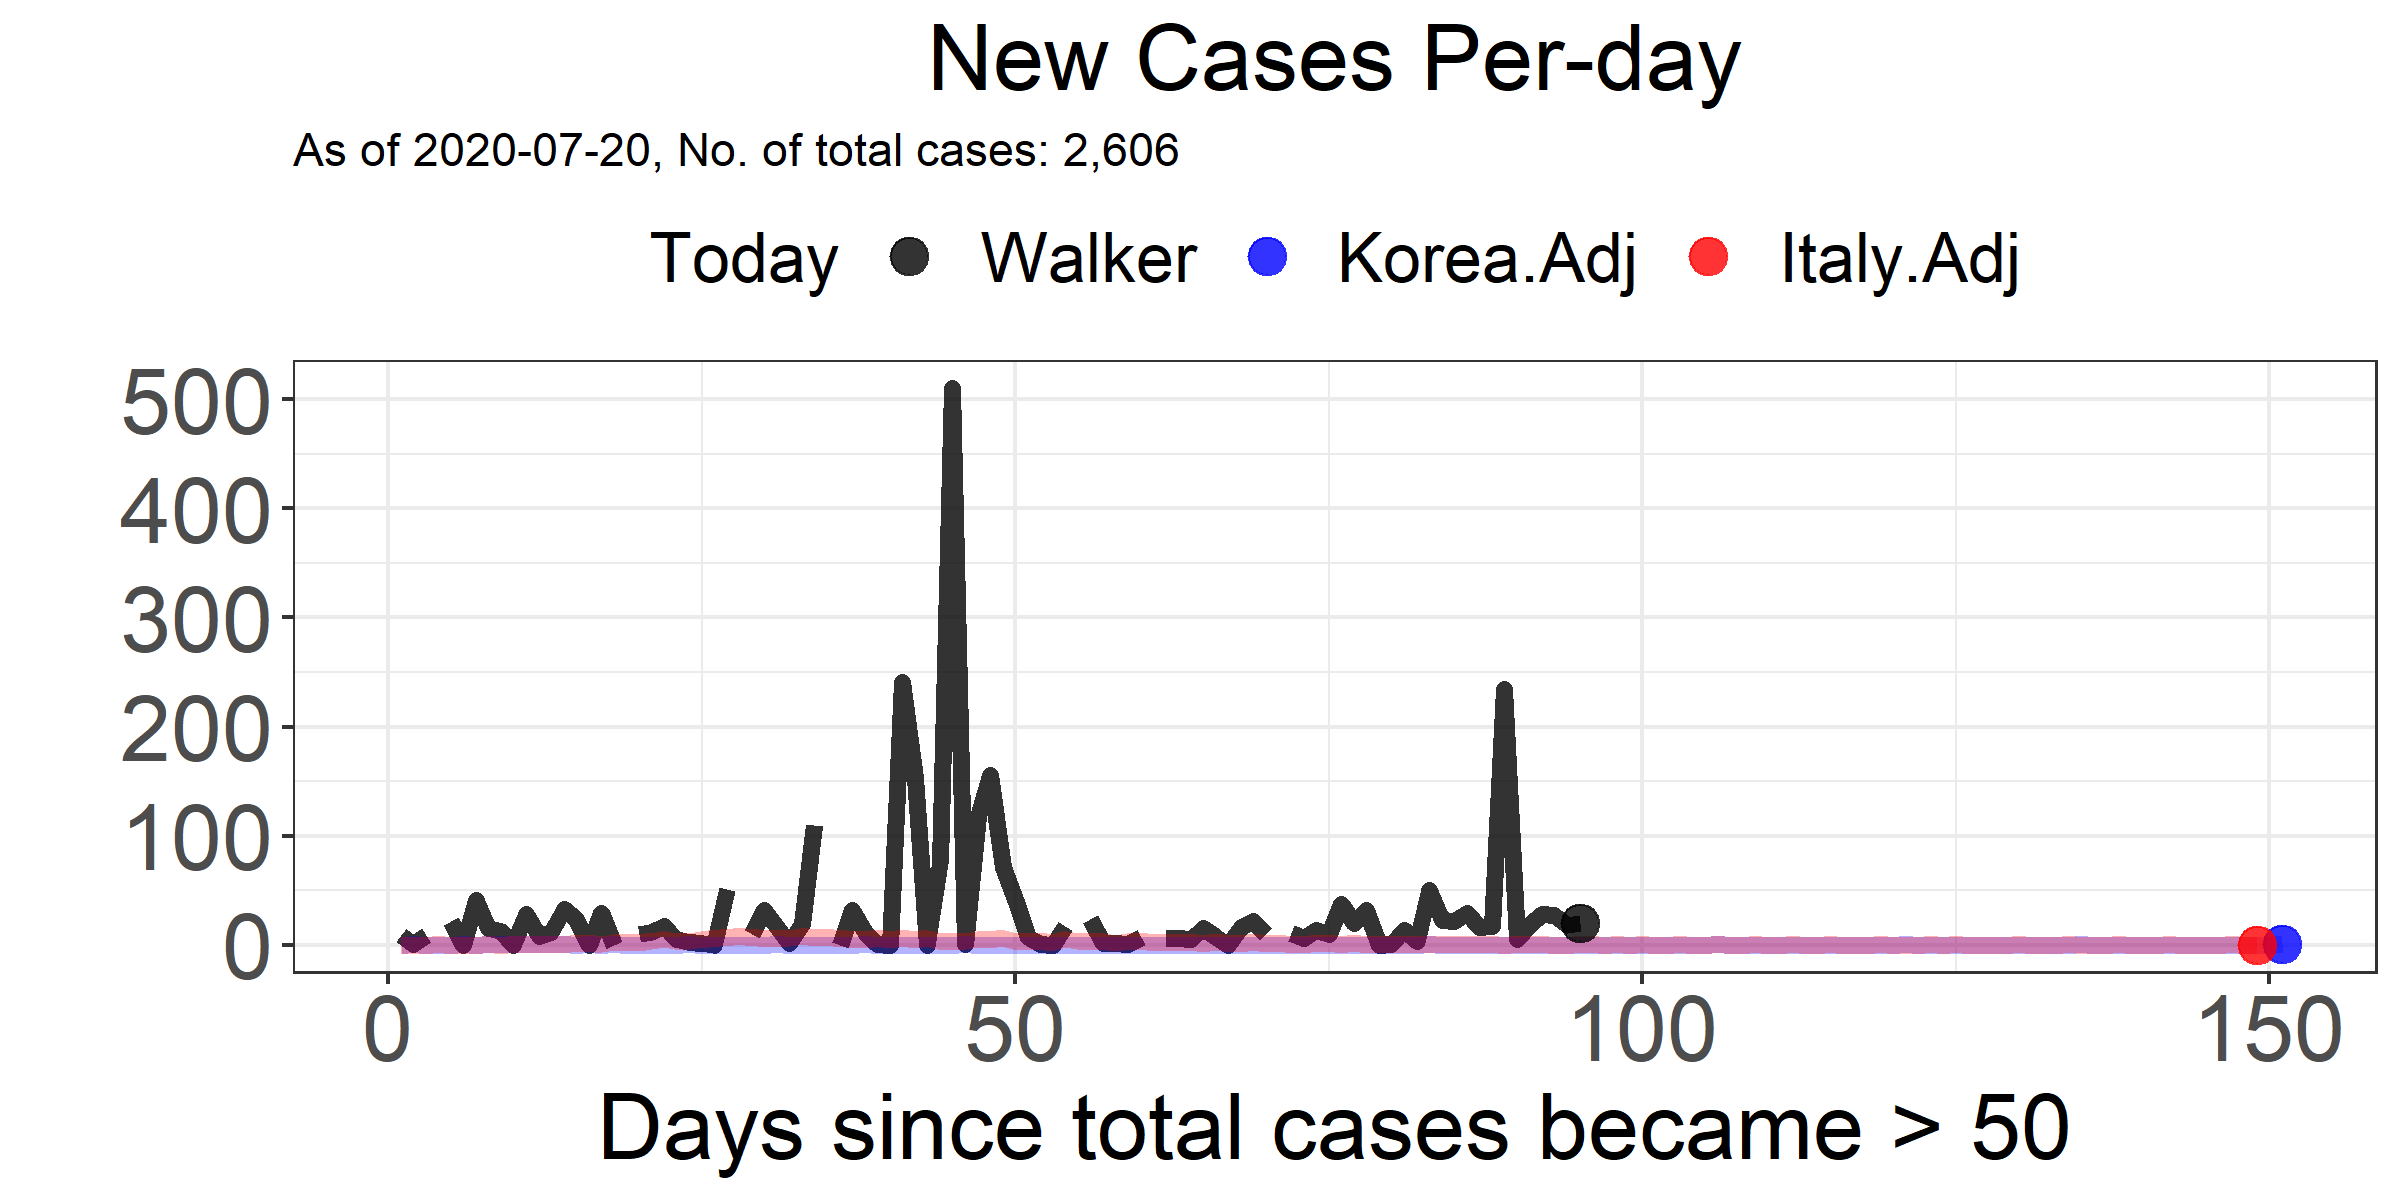 New Cases Per-day
As of 2020-07-20, No. of total cases: 2,606
Today Walker Korea.Adj Italy.Adj
500
400
300
200
100
0
0 50 100 150
Days since total cases became > 50